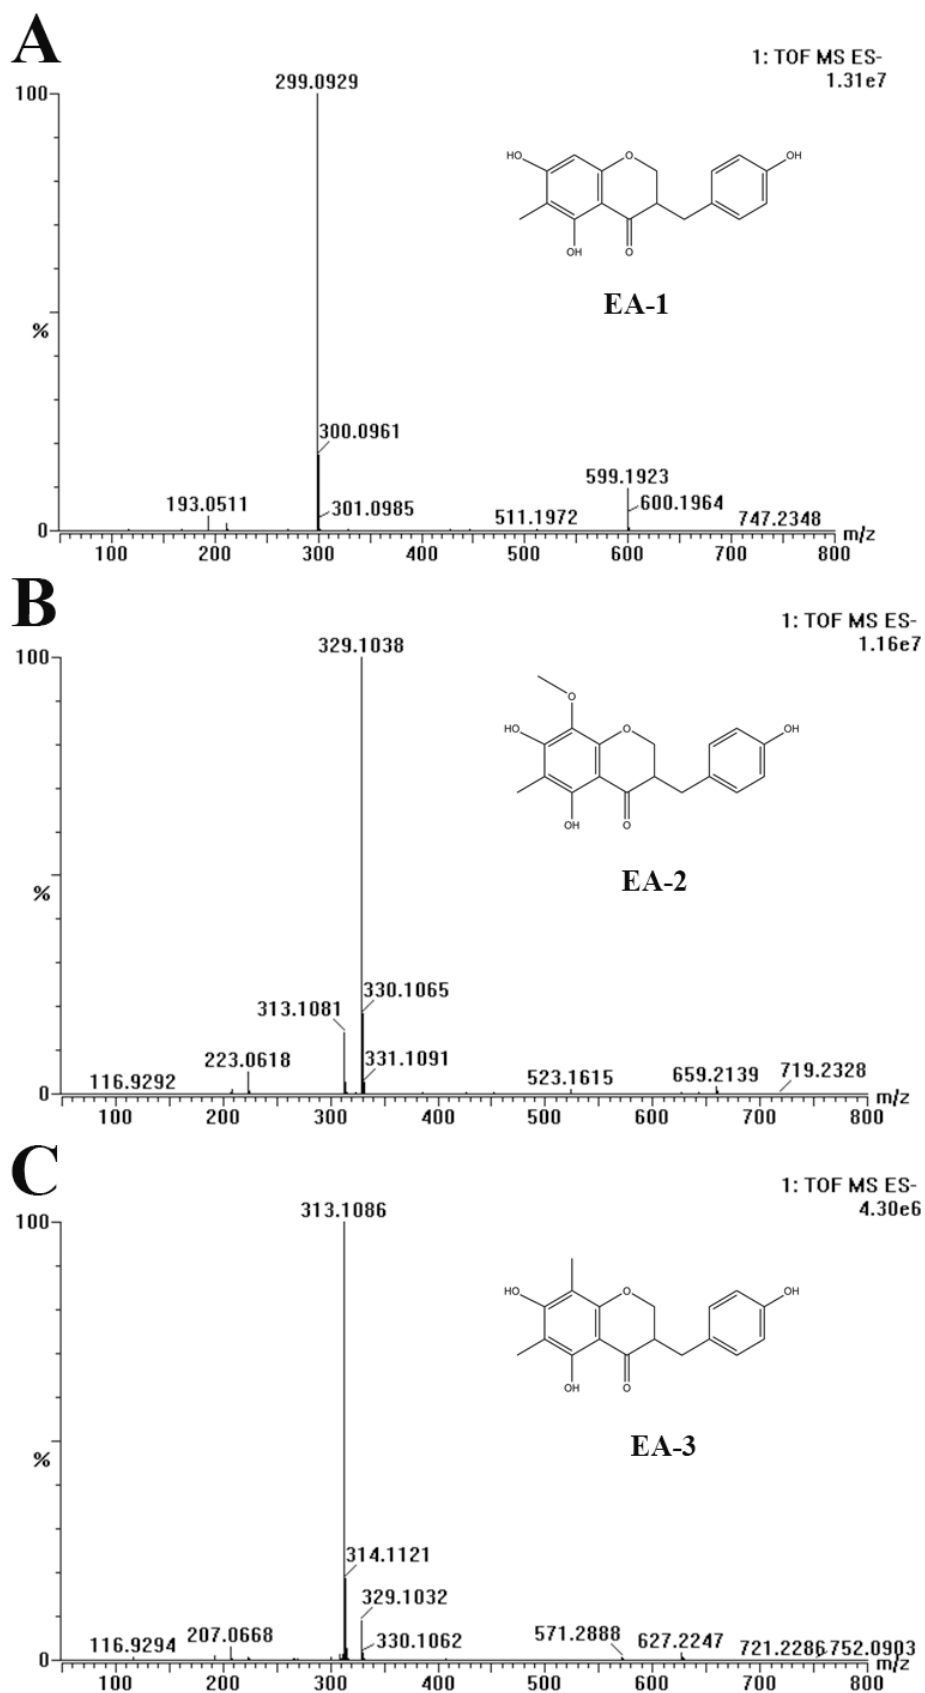 A
1: TOF MS ES-
1.31e7
299.0929
100
HO
O
OH
OH
O
EA-1
%
300.0961
301.0985
193.0511
599.1923
600.1964
511.1972
747.2348
0
m/z
100 200 300 400 500 600 700 800
B
1: TOF MS ES-
1.16e7
329.1038
100
O
HO
O
OH
OH
O
EA-2
%
330.1065
313.1081
331.1091
223.0618
116.9292
523.1615
659.2139
719.2328
0
m/z
100 200 300 400 500 600 700 800
C
1: TOF MS ES-
4.30e6
313.1086
100
HO
O
OH
OH
O
EA-3
%
314.1121
329.1032
330.1062
116.9294
207.0668
571.2888
627.2247
721.2286
752.0903
0
m/z
100 200 300 400 500 600 700 800